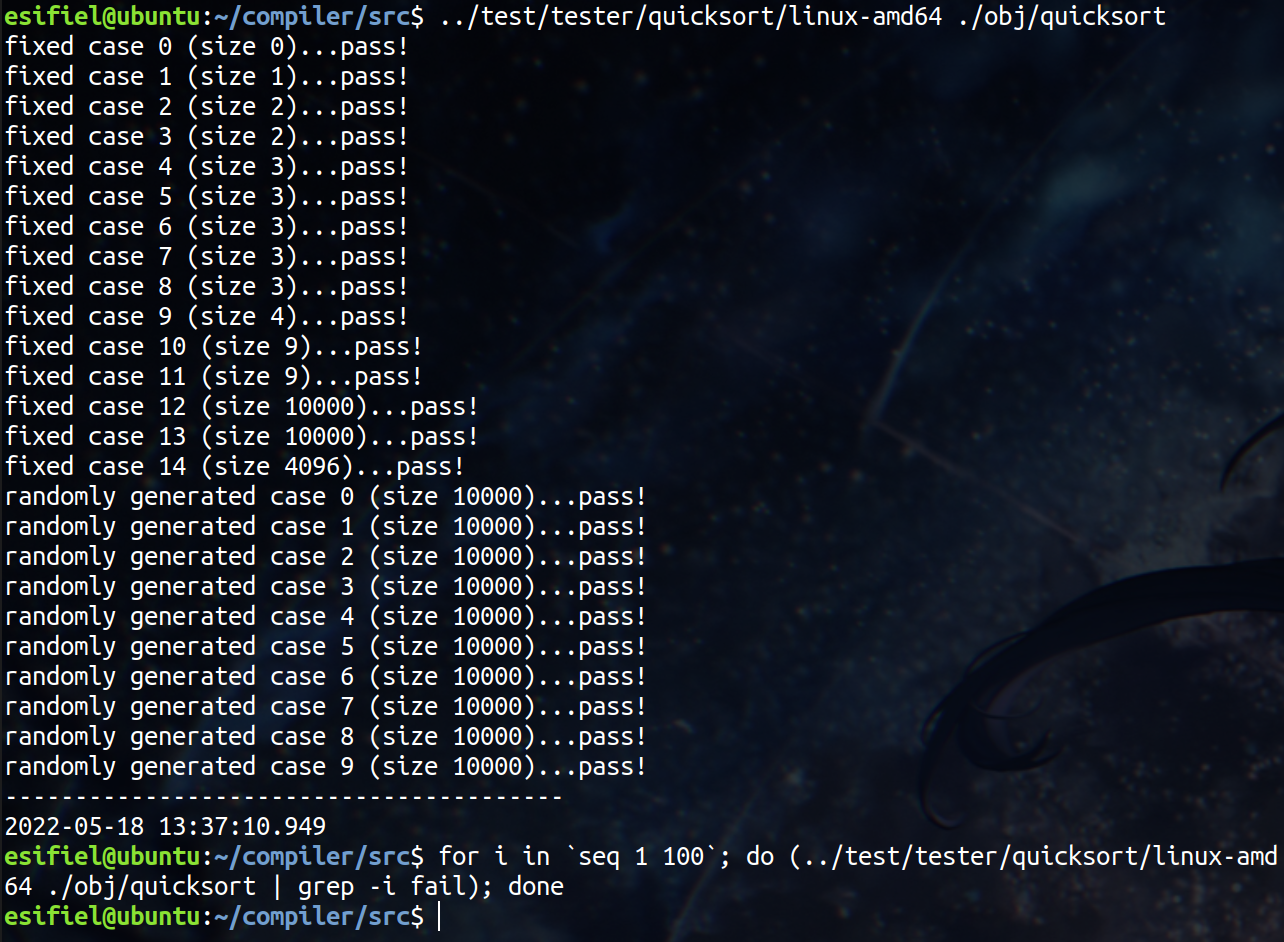 esifiel@ubuntu:~/compiler/src$ ../test/tester/quicksort/linux-amd64 ./obj/quicksort
fixed case 0 (size 0)...pass!
fixed case 1 (size 1)...pass!
fixed case 2 (size 2)...pass!
fixed case 3 (size 2)...pass!
fixed case 4 (size 3)...pass!
fixed case 5 (size 3)...pass!
fixed case 6 (size 3)...pass!
fixed case 7 (size 3)...pass!
fixed case 8 (size 3)...pass!
fixed case 9 (size 4)...pass!
fixed case 10 (size 9)...pass!
fixed case 11 (size 9)...pass!
fixed case 12 (size 10000)...pass!
fixed case 13 (size 10000)...pass!
fixed case 14 (size 4096)...pass!
randomly generated case 0 (size 10000)...pass!
randomly generated case 1 (size 10000)...pass!
randomly generated case 2 (size 10000)...pass!
randomly generated case 3 (size 10000)...pass!
randomly generated case 4 (size 10000)...pass!
randomly generated case 5 (size 10000)...pass!
randomly generated case 6 (size 10000)...pass!
randomly generated case 7 (size 10000)...pass!
randomly generated case 8 (size 10000)...pass!
randomly generated case 9 (size 10000)...pass!
----------------------------------------
2022-05-18 13:37:10.949
esifiel@ubuntu:~/compiler/src$ for i in `seq 1 100`; do (../test/tester/quicksort/linux-amd
64 ./obj/quicksort | grep -i fail); done
esifiel@ubuntu:~/compiler/src$